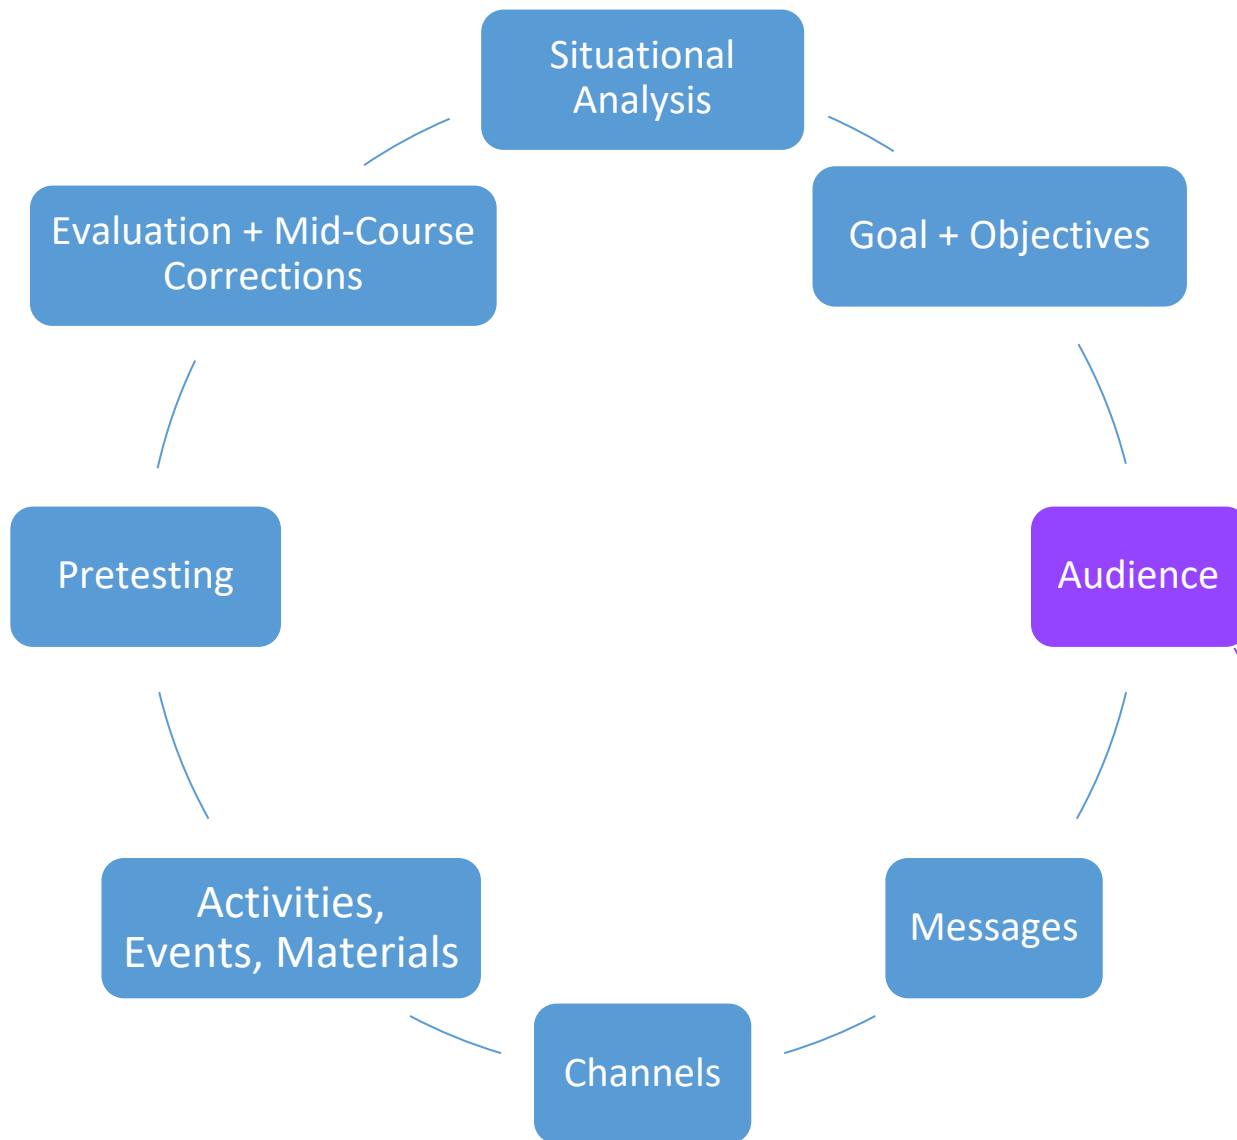 Situational
Analysis
Goal + Objectives
Audience
Messages
Channels
Activities,
Events, Materials
Pretesting
Evaluation + Mid-Course
Corrections